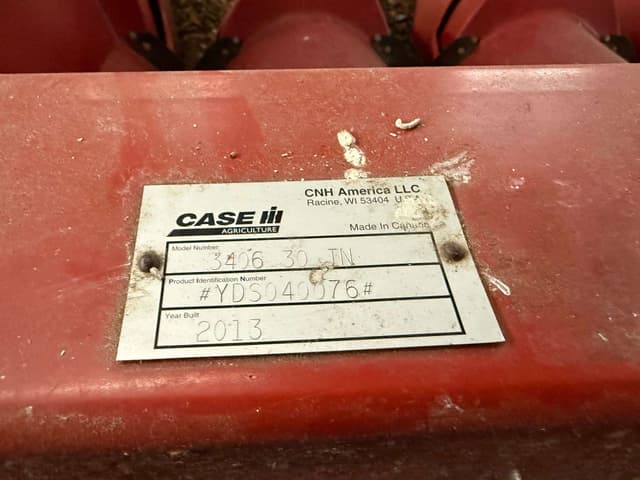 CNH America LLC
Racine, WI 53404 U.S.A.
CASE IH
AGRICULTURE
Made In Canada
Model Number
3406 30 IN
Product Identification Number
#YDS040076#
Year Built
2013